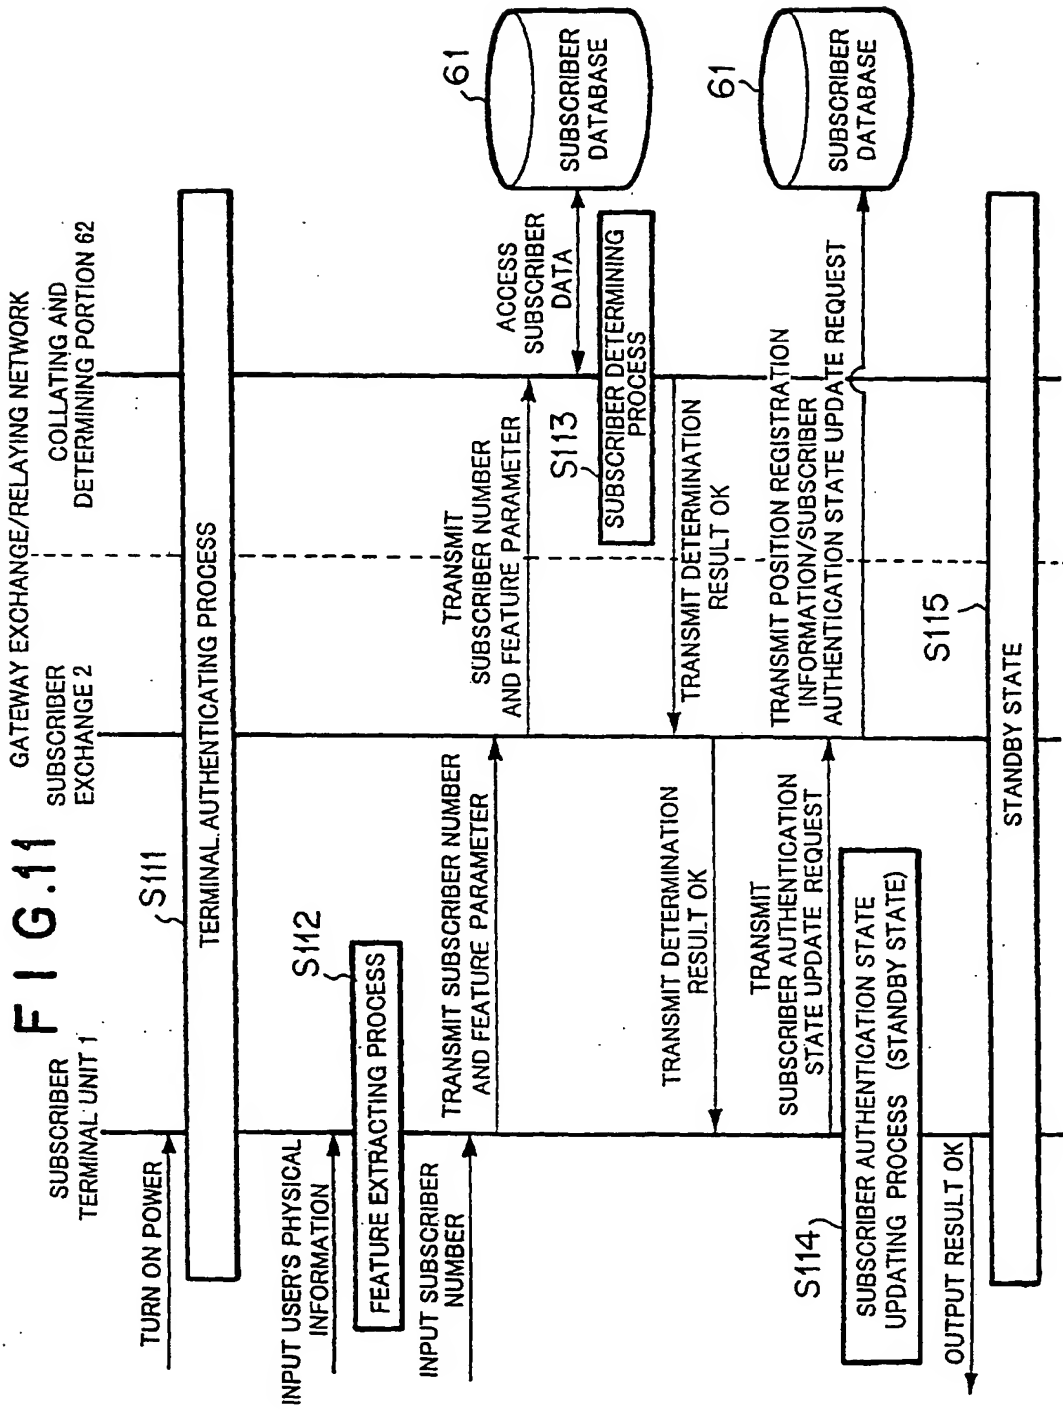 FIG.11
GATEWAY EXCHANGE/RELAYING NETWORK
SUBSCRIBER
TERMINAL UNIT 1
SUBSCRIBER
EXCHANGE 2
COLLATING AND
DETERMINING PORTION 62
TURN ON POWER
S111
TERMINAL AUTHENTICATING PROCESS
INPUT USER'S PHYSICAL
INFORMATION
S112
FEATURE EXTRACTING PROCESS
INPUT SUBSCRIBER
NUMBER
TRANSMIT SUBSCRIBER NUMBER
AND FEATURE PARAMETER
TRANSMIT
SUBSCRIBER NUMBER
AND FEATURE PARAMETER
ACCESS
SUBSCRIBER
DATA
61
SUBSCRIBER
DATABASE
S113
SUBSCRIBER DETERMINING
PROCESS
TRANSMIT DETERMINATION
RESULT OK
TRANSMIT DETERMINATION
RESULT OK
TRANSMIT
SUBSCRIBER AUTHENTICATION
STATE UPDATE REQUEST
TRANSMIT POSITION REGISTRATION
INFORMATION/SUBSCRIBER
AUTHENTICATION STATE UPDATE REQUEST
61
SUBSCRIBER
DATABASE
S114
SUBSCRIBER AUTHENTICATION STATE
UPDATING PROCESS (STANDBY STATE)
OUTPUT RESULT OK
S115
STANDBY STATE